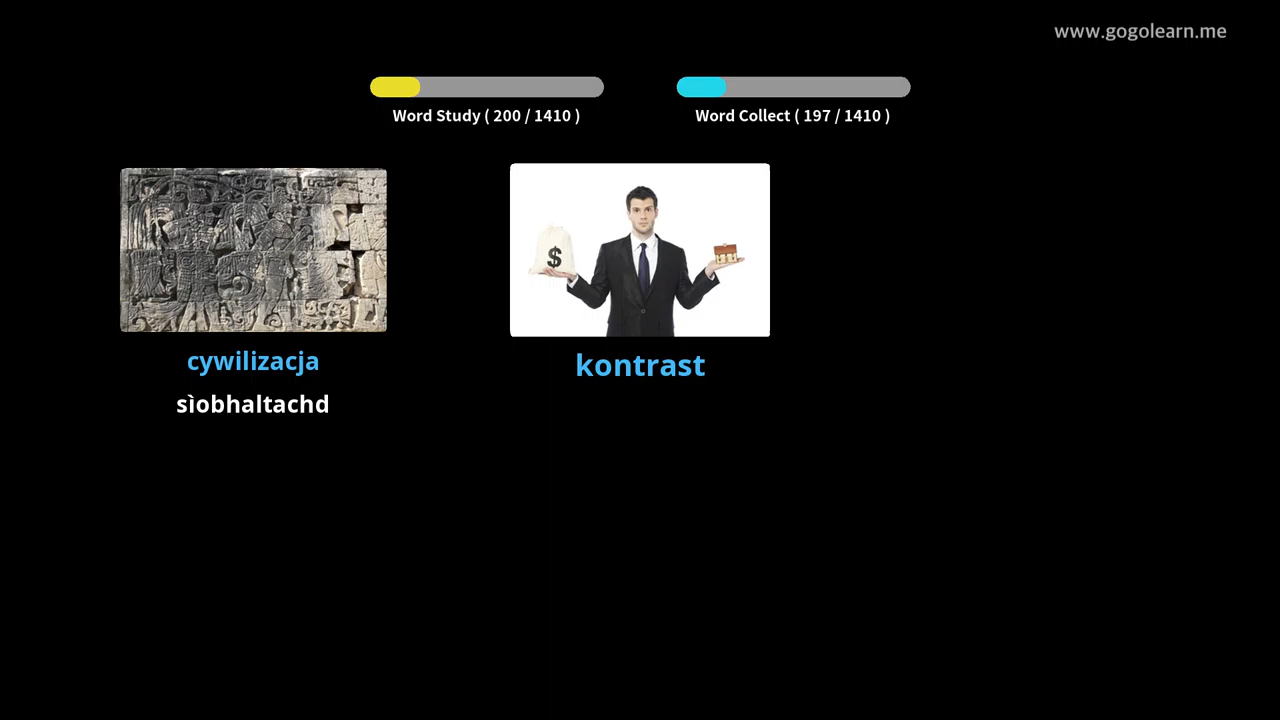 www.gogolearn.me
Word Study ( 200 / 1410 )
Word Collect ( 197 / 1410 )
$
cywilizacja
sìobhaltachd
kontrast